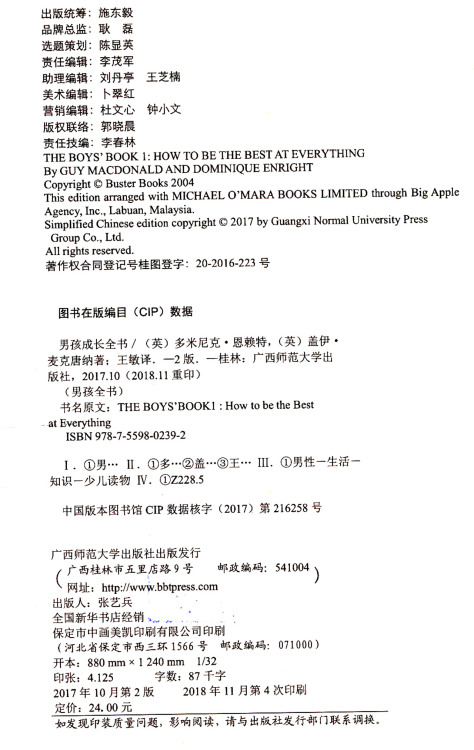 出版统筹：施东毅
品牌总监：耿　磊
选题策划：陈显英
责任编辑：李茂军
助理编辑：刘丹亭　王芝楠
美术编辑：卜翠红
营销编辑：杜文心　钟小文
版权联络：郭晓晨
责任技编：李春林
THE BOYS' BOOK 1: HOW TO BE THE BEST AT EVERYTHING
By GUY MACDONALD AND DOMINIQUE ENRIGHT
Copyright © Buster Books 2004
This edition arranged with MICHAEL O'MARA BOOKS LIMITED through Big Apple
Agency, Inc., Labuan, Malaysia.
Simplified Chinese edition copyright © 2017 by Guangxi Normal University Press
Group Co., Ltd.
All rights reserved.
著作权合同登记号桂图登字：20-2016-223 号
图书在版编目（CIP）数据
男孩成长全书 /（英）多米尼克·恩赖特，（英）盖伊·
麦克唐纳著；王敏译．—2 版．—桂林：广西师范大学出
版社，2017.10（2018.11 重印）
（男孩全书）
书名原文：THE BOYS'BOOK1 : How to be the Best
at Everything
ISBN 978-7-5598-0239-2
Ⅰ．①男… Ⅱ．①多…②盖…③王… Ⅲ．①男性－生活－
知识－少儿读物 Ⅳ．①Z228.5
中国版本图书馆 CIP 数据核字（2017）第 216258 号
广西师范大学出版社出版发行
（广西桂林市五里店路 9 号　邮政编码：541004）
网址：http://www.bbtpress.com
出版人：张艺兵
全国新华书店经销
保定市中画美凯印刷有限公司印刷
（河北省保定市西三环 1566 号　邮政编码：071000）
开本：880 mm × 1 240 mm　1/32
印张：4.125　字数：87 千字
2017 年 10 月第 2 版　2018 年 11 月第 4 次印刷
定价：24.00 元
如发现印装质量问题，影响阅读，请与出版社发行部门联系调换。